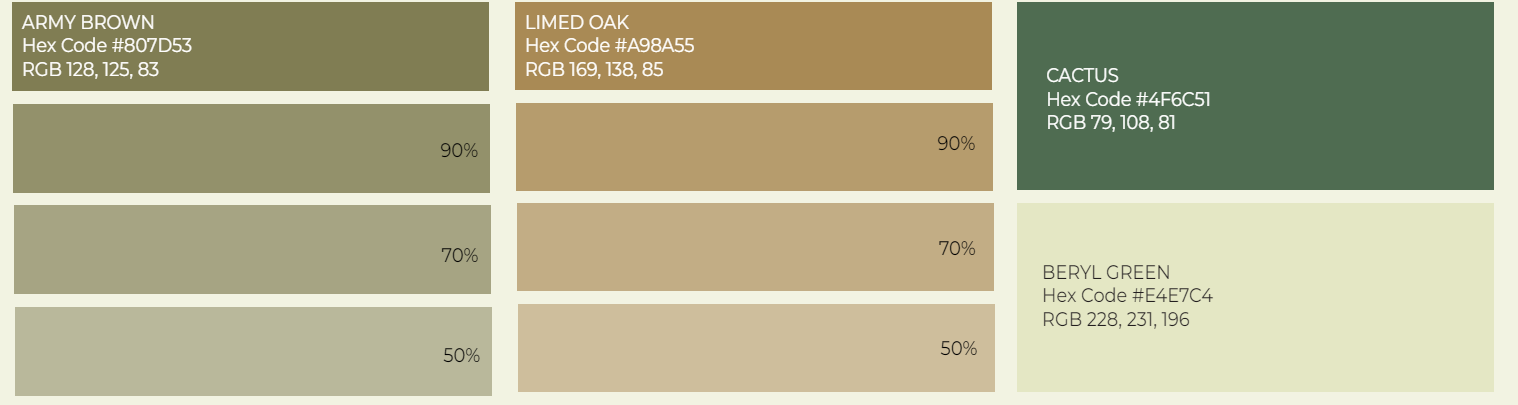 ARMY BROWN
Hex Code #807D53
RGB 128, 125, 83
90%
70%
50%
LIMED OAK
Hex Code #A98A55
RGB 169, 138, 85
90%
70%
50%
CACTUS
Hex Code #4F6C51
RGB 79, 108, 81
BERYL GREEN
Hex Code #E4E7C4
RGB 228, 231, 196